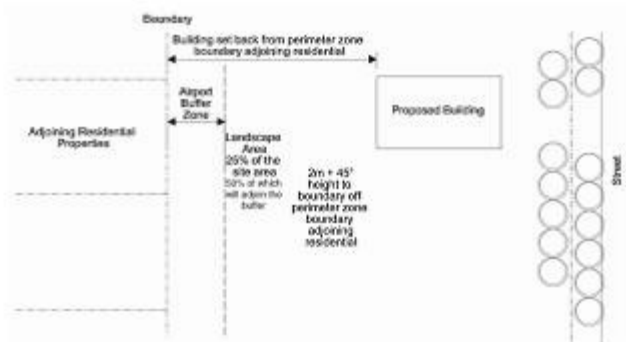 Boundary
Building set back from perimeter zone
boundary adjoining residential
Airport
Buffer
Zone
Proposed Building
Adjoining Residential
Properties
Landscape
Area
25% of the
site area
50% of which
will adjoin the
buffer
2m + 45°
height to
boundary off
perimeter zone
boundary
adjoining
residential
Street